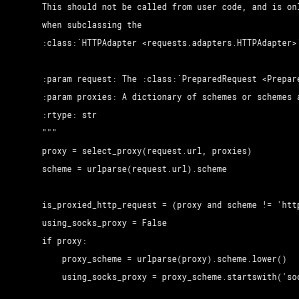 This should not be called from user code, and is onl
when subclassing the
:class:`HTTPAdapter <requests.adapters.HTTPAdapter>
:param request: The :class:`PreparedRequest <Prepare
:param proxies: A dictionary of schemes or schemes a
:rtype: str
"""
proxy = select_proxy(request.url, proxies)
scheme = urlparse(request.url).scheme
is_proxied_http_request = (proxy and scheme != 'http
using_socks_proxy = False
if proxy:
proxy_scheme = urlparse(proxy).scheme.lower()
using_socks_proxy = proxy_scheme.startswith('soc